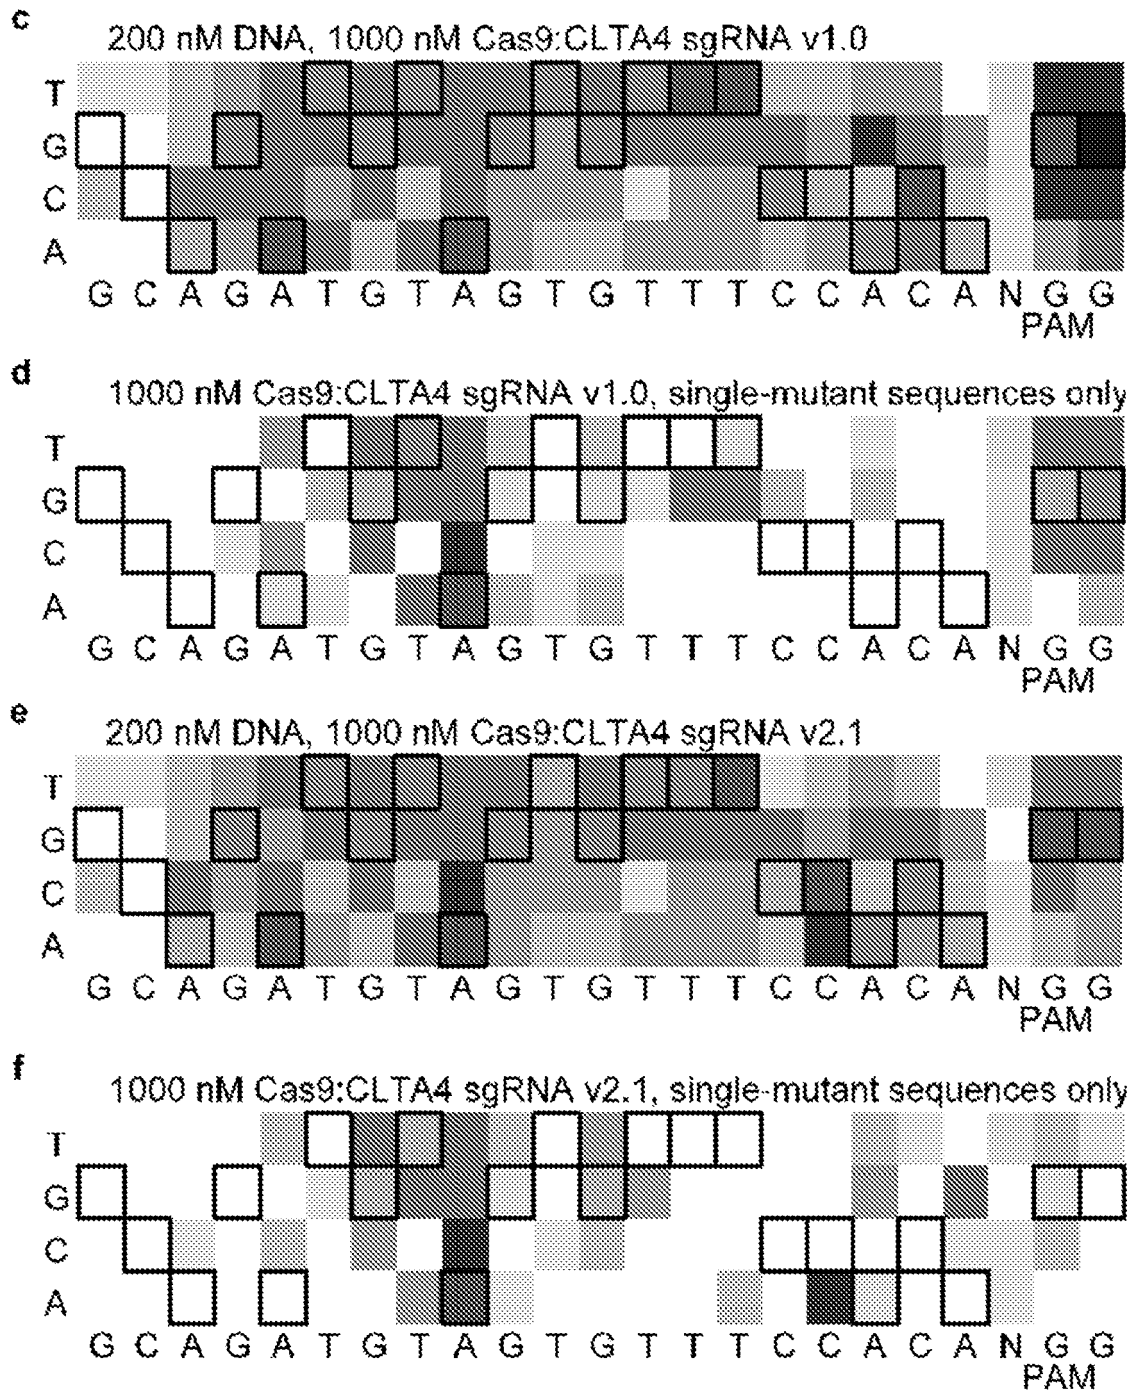 c
200 nM DNA, 1000 nM Cas9:CLTA4 sgRNA v1.0
T
G
C
A
G C A G A T G T A G T G T T T C C A C A N G G
PAM
d
1000 nM Cas9:CLTA4 sgRNA v1.0, single-mutant sequences only
T
G
C
A
G C A G A T G T A G T G T T T C C A C A N G G
PAM
e
200 nM DNA, 1000 nM Cas9:CLTA4 sgRNA v2.1
T
G
C
A
G C A G A T G T A G T G T T T C C A C A N G G
PAM
f
1000 nM Cas9:CLTA4 sgRNA v2.1, single-mutant sequences only
T
G
C
A
G C A G A T G T A G T G T T T C C A C A N G G
PAM